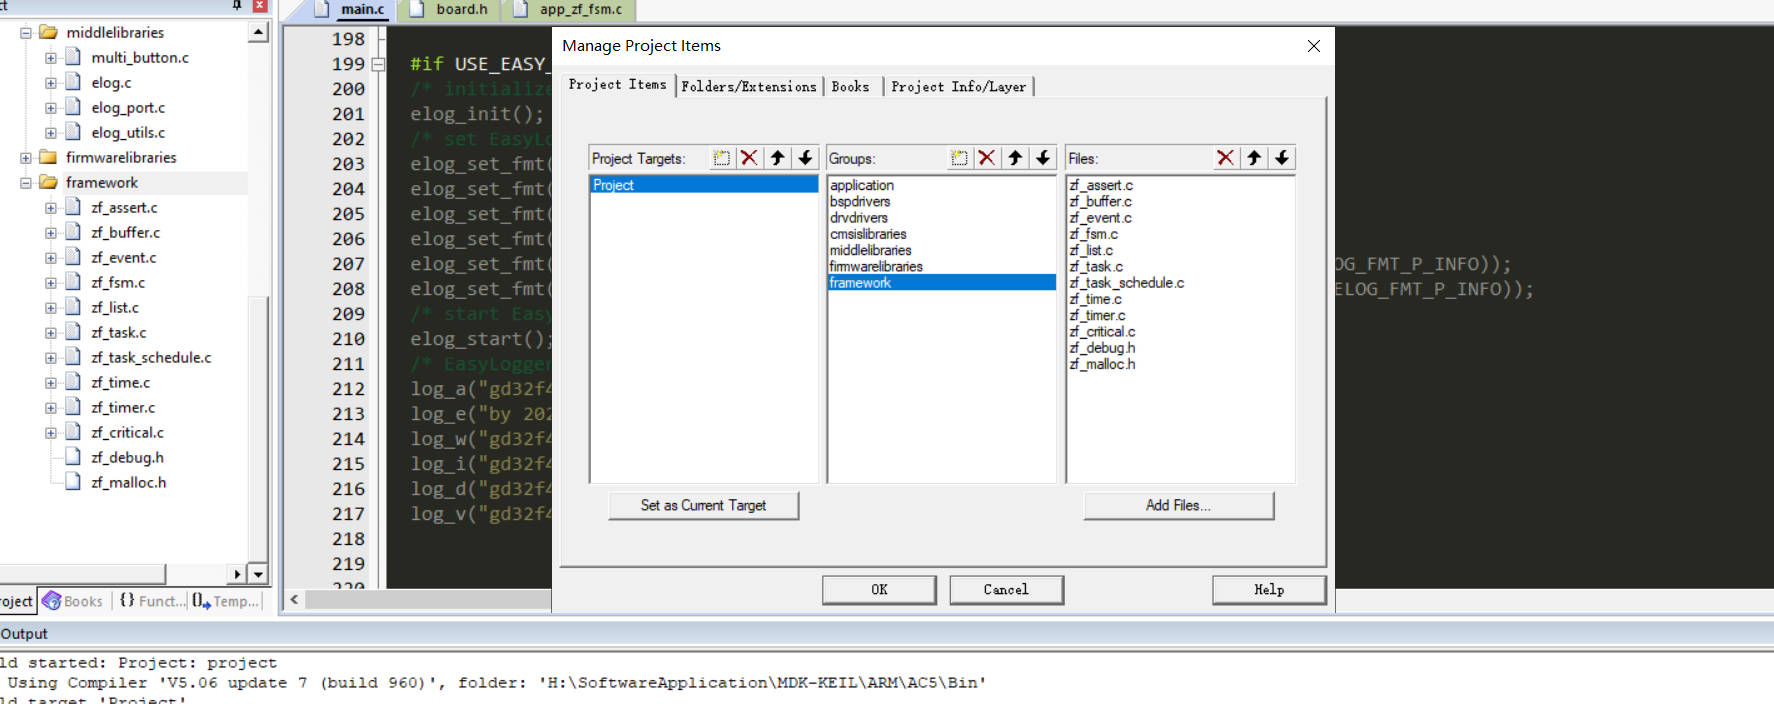 ct
main.c
board.h
app_zf_fsm.c
middlelibraries
multi_button.c
elog.c
elog_port.c
elog_utils.c
firmwarelibraries
framework
zf_assert.c
zf_buffer.c
zf_event.c
zf_fsm.c
zf_list.c
zf_task.c
zf_task_schedule.c
zf_time.c
zf_timer.c
zf_critical.c
zf_debug.h
zf_malloc.h
oject
Books
{} Funct...
Temp...
198
199 #if USE_EASY_
200 /* initialize
201 elog_init();
202 /* set EasyLo
203 elog_set_fmt(
204 elog_set_fmt(
205 elog_set_fmt(
206 elog_set_fmt(
207 elog_set_fmt( OG_FMT_P_INFO));
208 elog_set_fmt( ELOG_FMT_P_INFO));
209 /* start Easy
210 elog_start();
211 /* EasyLogger
212 log_a("gd32f4
213 log_e("by 202
214 log_w("gd32f4
215 log_i("gd32f4
216 log_d("gd32f4
217 log_v("gd32f4
218
219
220
Manage Project Items
Project Items
Folders/Extensions
Books
Project Info/Layer
Project Targets:
Project
Set as Current Target
Groups:
application
bspdrivers
drvdrivers
cmsislibraries
middlelibraries
firmwarelibraries
framework
Files:
zf_assert.c
zf_buffer.c
zf_event.c
zf_fsm.c
zf_list.c
zf_task.c
zf_task_schedule.c
zf_time.c
zf_timer.c
zf_critical.c
zf_debug.h
zf_malloc.h
Add Files...
OK
Cancel
Help
Output
ld started: Project: project
Using Compiler 'V5.06 update 7 (build 960)', folder: 'H:\SoftwareApplication\MDK-KEIL\ARM\AC5\Bin'
ld target 'Project'